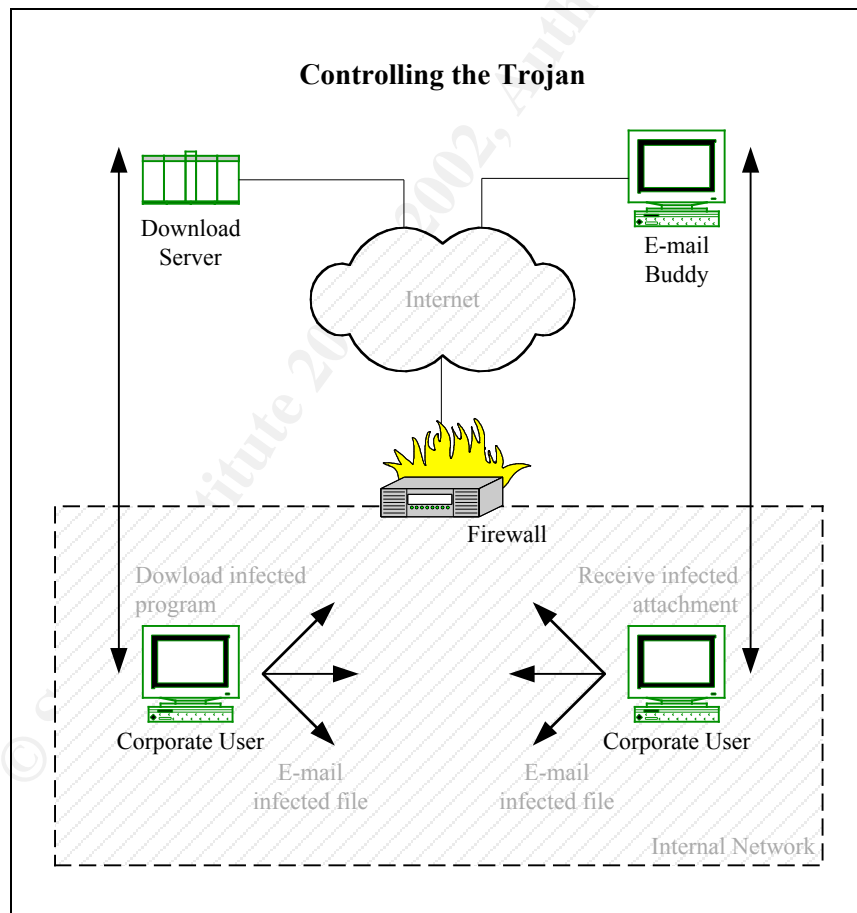 Controlling the Trojan
Download
Server
E-mail
Buddy
Internet
Firewall
Dowload infected
program
Receive infected
attachment
Corporate User
Corporate User
E-mail
infected file
E-mail
infected file
Internal Network